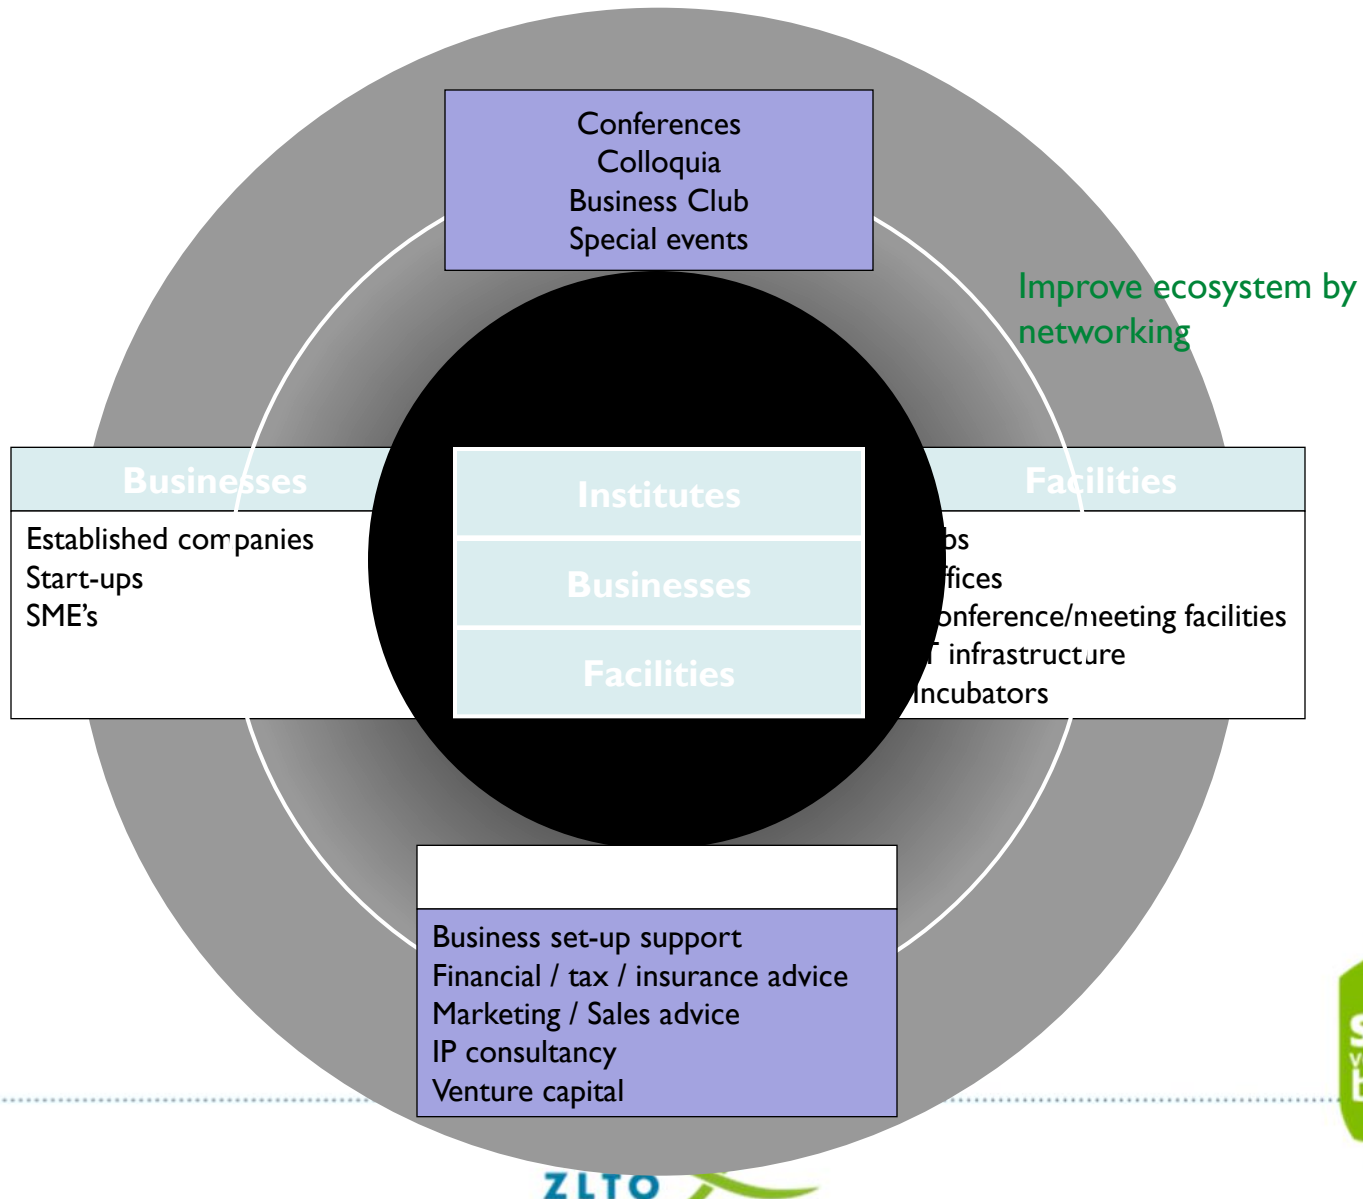 Conferences
Colloquia
Business Club
Special events
Improve ecosystem by
networking
Businesses
Established companies
Start-ups
SME's
Institutes
Businesses
Facilities
Facilities
conference/meeting facilities
infrastructure
Incubators
Business set-up support
Financial / tax / insurance advice
Marketing / Sales advice
IP consultancy
Venture capital
ZLTO